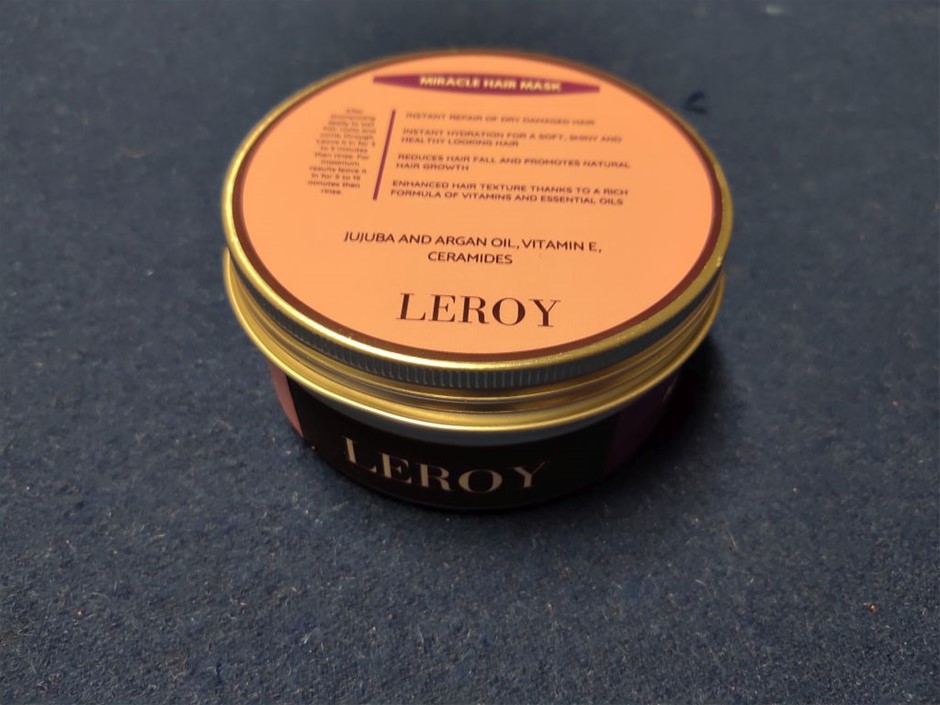 MIRACLE HAIR MASK
After
shampooing
apply to wet
hair roots and
comb through.
Leave it in for 3
to 5 minutes
then rinse. For
maximum
results leave it
in for 5 to 15
minutes then
rinse.
INSTANT REPAIR OF DRY DAMAGED HAIR
INSTANT HYDRATION FOR A SOFT, SHINY AND
HEALTHY LOOKING HAIR
REDUCES HAIR FALL AND PROMOTES NATURAL
HAIR GROWTH
ENHANCED HAIR TEXTURE THANKS TO A RICH
FORMULA OF VITAMINS AND ESSENTIAL OILS
JUJUBA AND ARGAN OIL, VITAMIN E,
CERAMIDES
LEROY
LEROY